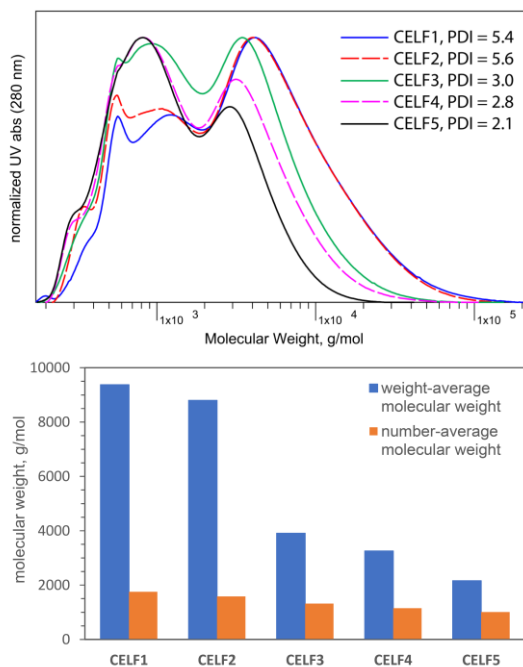 CELF1, PDI = 5.4
CELF2, PDI = 5.6
CELF3, PDI = 3.0
CELF4, PDI = 2.8
CELF5, PDI = 2.1
normalized UV abs (280 nm)
1x10 3
1x10 4
1x10 5
Molecular Weight, g/mol
10000
8000
6000
4000
2000
0
molecular weight, g/mol
weight-average
molecular weight
number-average
molecular weight
CELF1 CELF2 CELF3 CELF4 CELF5